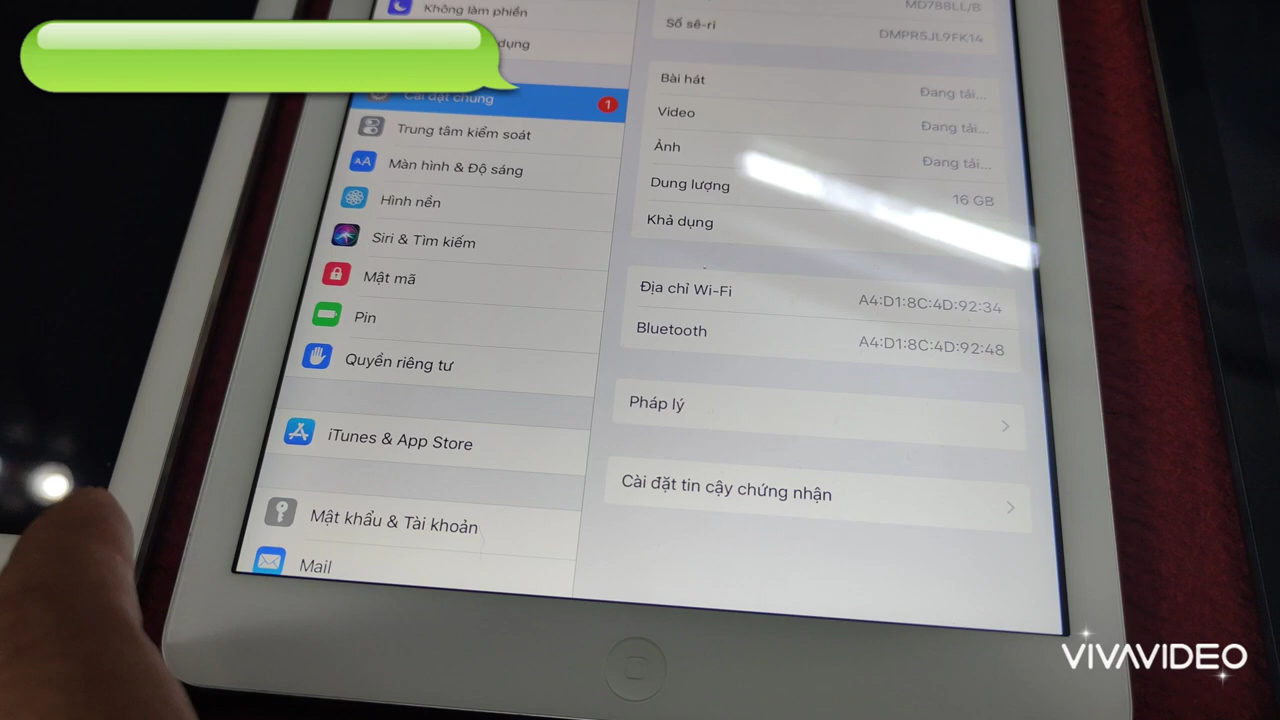 Không làm phiền
dụng
Cài đặt chung
1
Trung tâm kiểm soát
AA
Màn hình & Độ sáng
Hình nền
Siri & Tìm kiếm
Mật mã
Pin
Quyền riêng tư
iTunes & App Store
Mật khẩu & Tài khoản
Mail
MD788LL/B
Số sê-ri
DMPR5JL9FK14
Bài hát
Đang tải...
Video
Đang tải...
Ảnh
Đang tải...
Dung lượng
16 GB
Khả dụng
Địa chỉ Wi-Fi
A4:D1:8C:4D:92:34
Bluetooth
A4:D1:8C:4D:92:48
Pháp lý
Cài đặt tin cậy chứng nhận
VIVAVIDEO